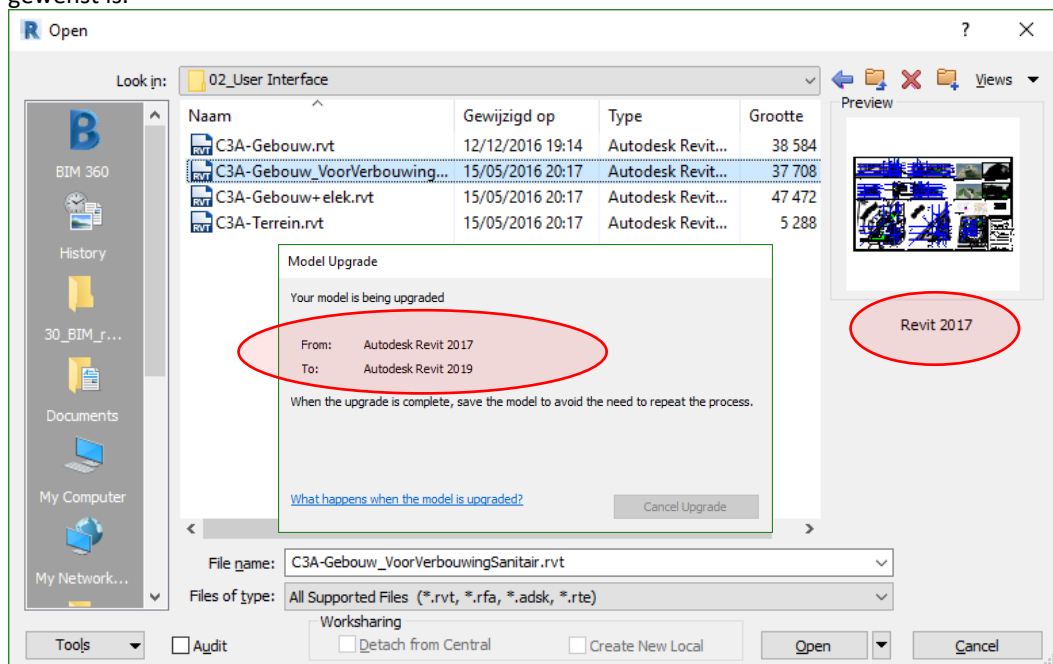 gewenst is.
Open
Look in:
02_User Interface
Views
Naam Gewijzigd op Type Grootte
C3A-Gebouw.rvt 12/12/2016 19:14 Autodesk Revit... 38 584
C3A-Gebouw_VoorVerbouwing... 15/05/2016 20:17 Autodesk Revit... 37 708
C3A-Gebouw+elek.rvt 15/05/2016 20:17 Autodesk Revit... 47 472
C3A-Terrein.rvt 15/05/2016 20:17 Autodesk Revit... 5 288
BIM 360
History
30_BIM_r...
Documents
My Computer
My Network...
Preview
Revit 2017
Model Upgrade
Your model is being upgraded
From: Autodesk Revit 2017
To: Autodesk Revit 2019
When the upgrade is complete, save the model to avoid the need to repeat the process.
What happens when the model is upgraded?
Cancel Upgrade
File name: C3A-Gebouw_VoorVerbouwingSanitair.rvt
Files of type: All Supported Files (*.rvt, *.rfa, *.adsk, *.rte)
Worksharing
Tools Audit Detach from Central Create New Local Open Cancel